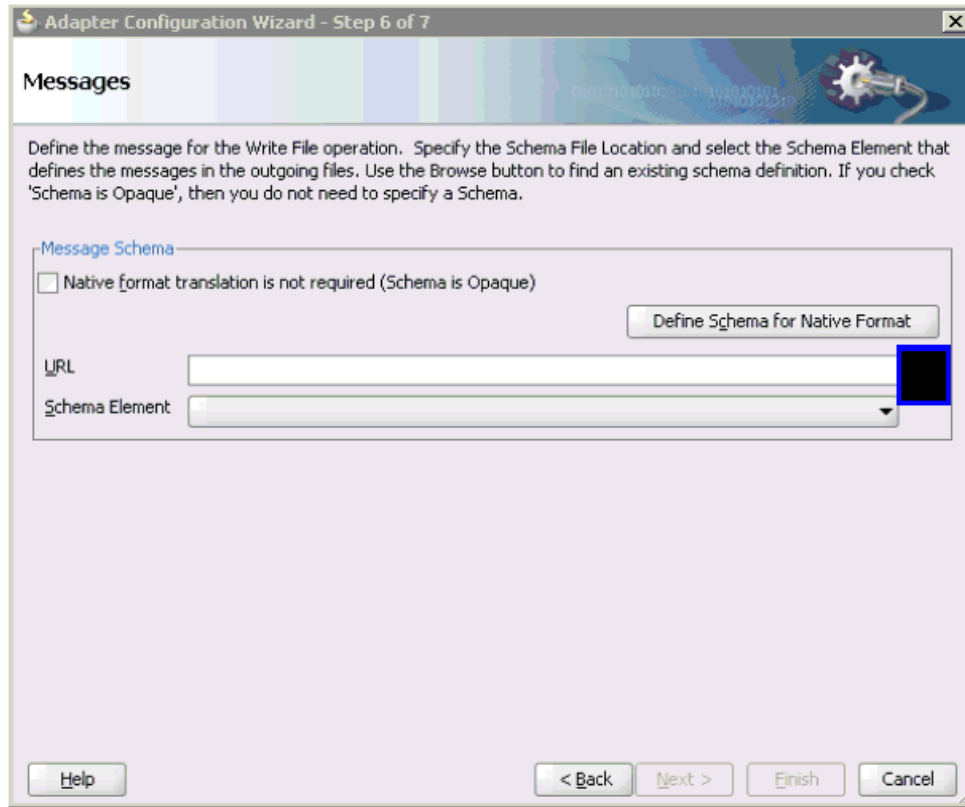 Adapter Configuration Wizard - Step 6 of 7
Messages
Define the message for the Write File operation.  Specify the Schema File Location and select the Schema Element that
defines the messages in the outgoing files. Use the Browse button to find an existing schema definition. If you check
'Schema is Opaque', then you do not need to specify a Schema.
Message Schema
Native format translation is not required (Schema is Opaque)
Define Schema for Native Format
URL
Schema Element
Help
< Back
Next >
Finish
Cancel